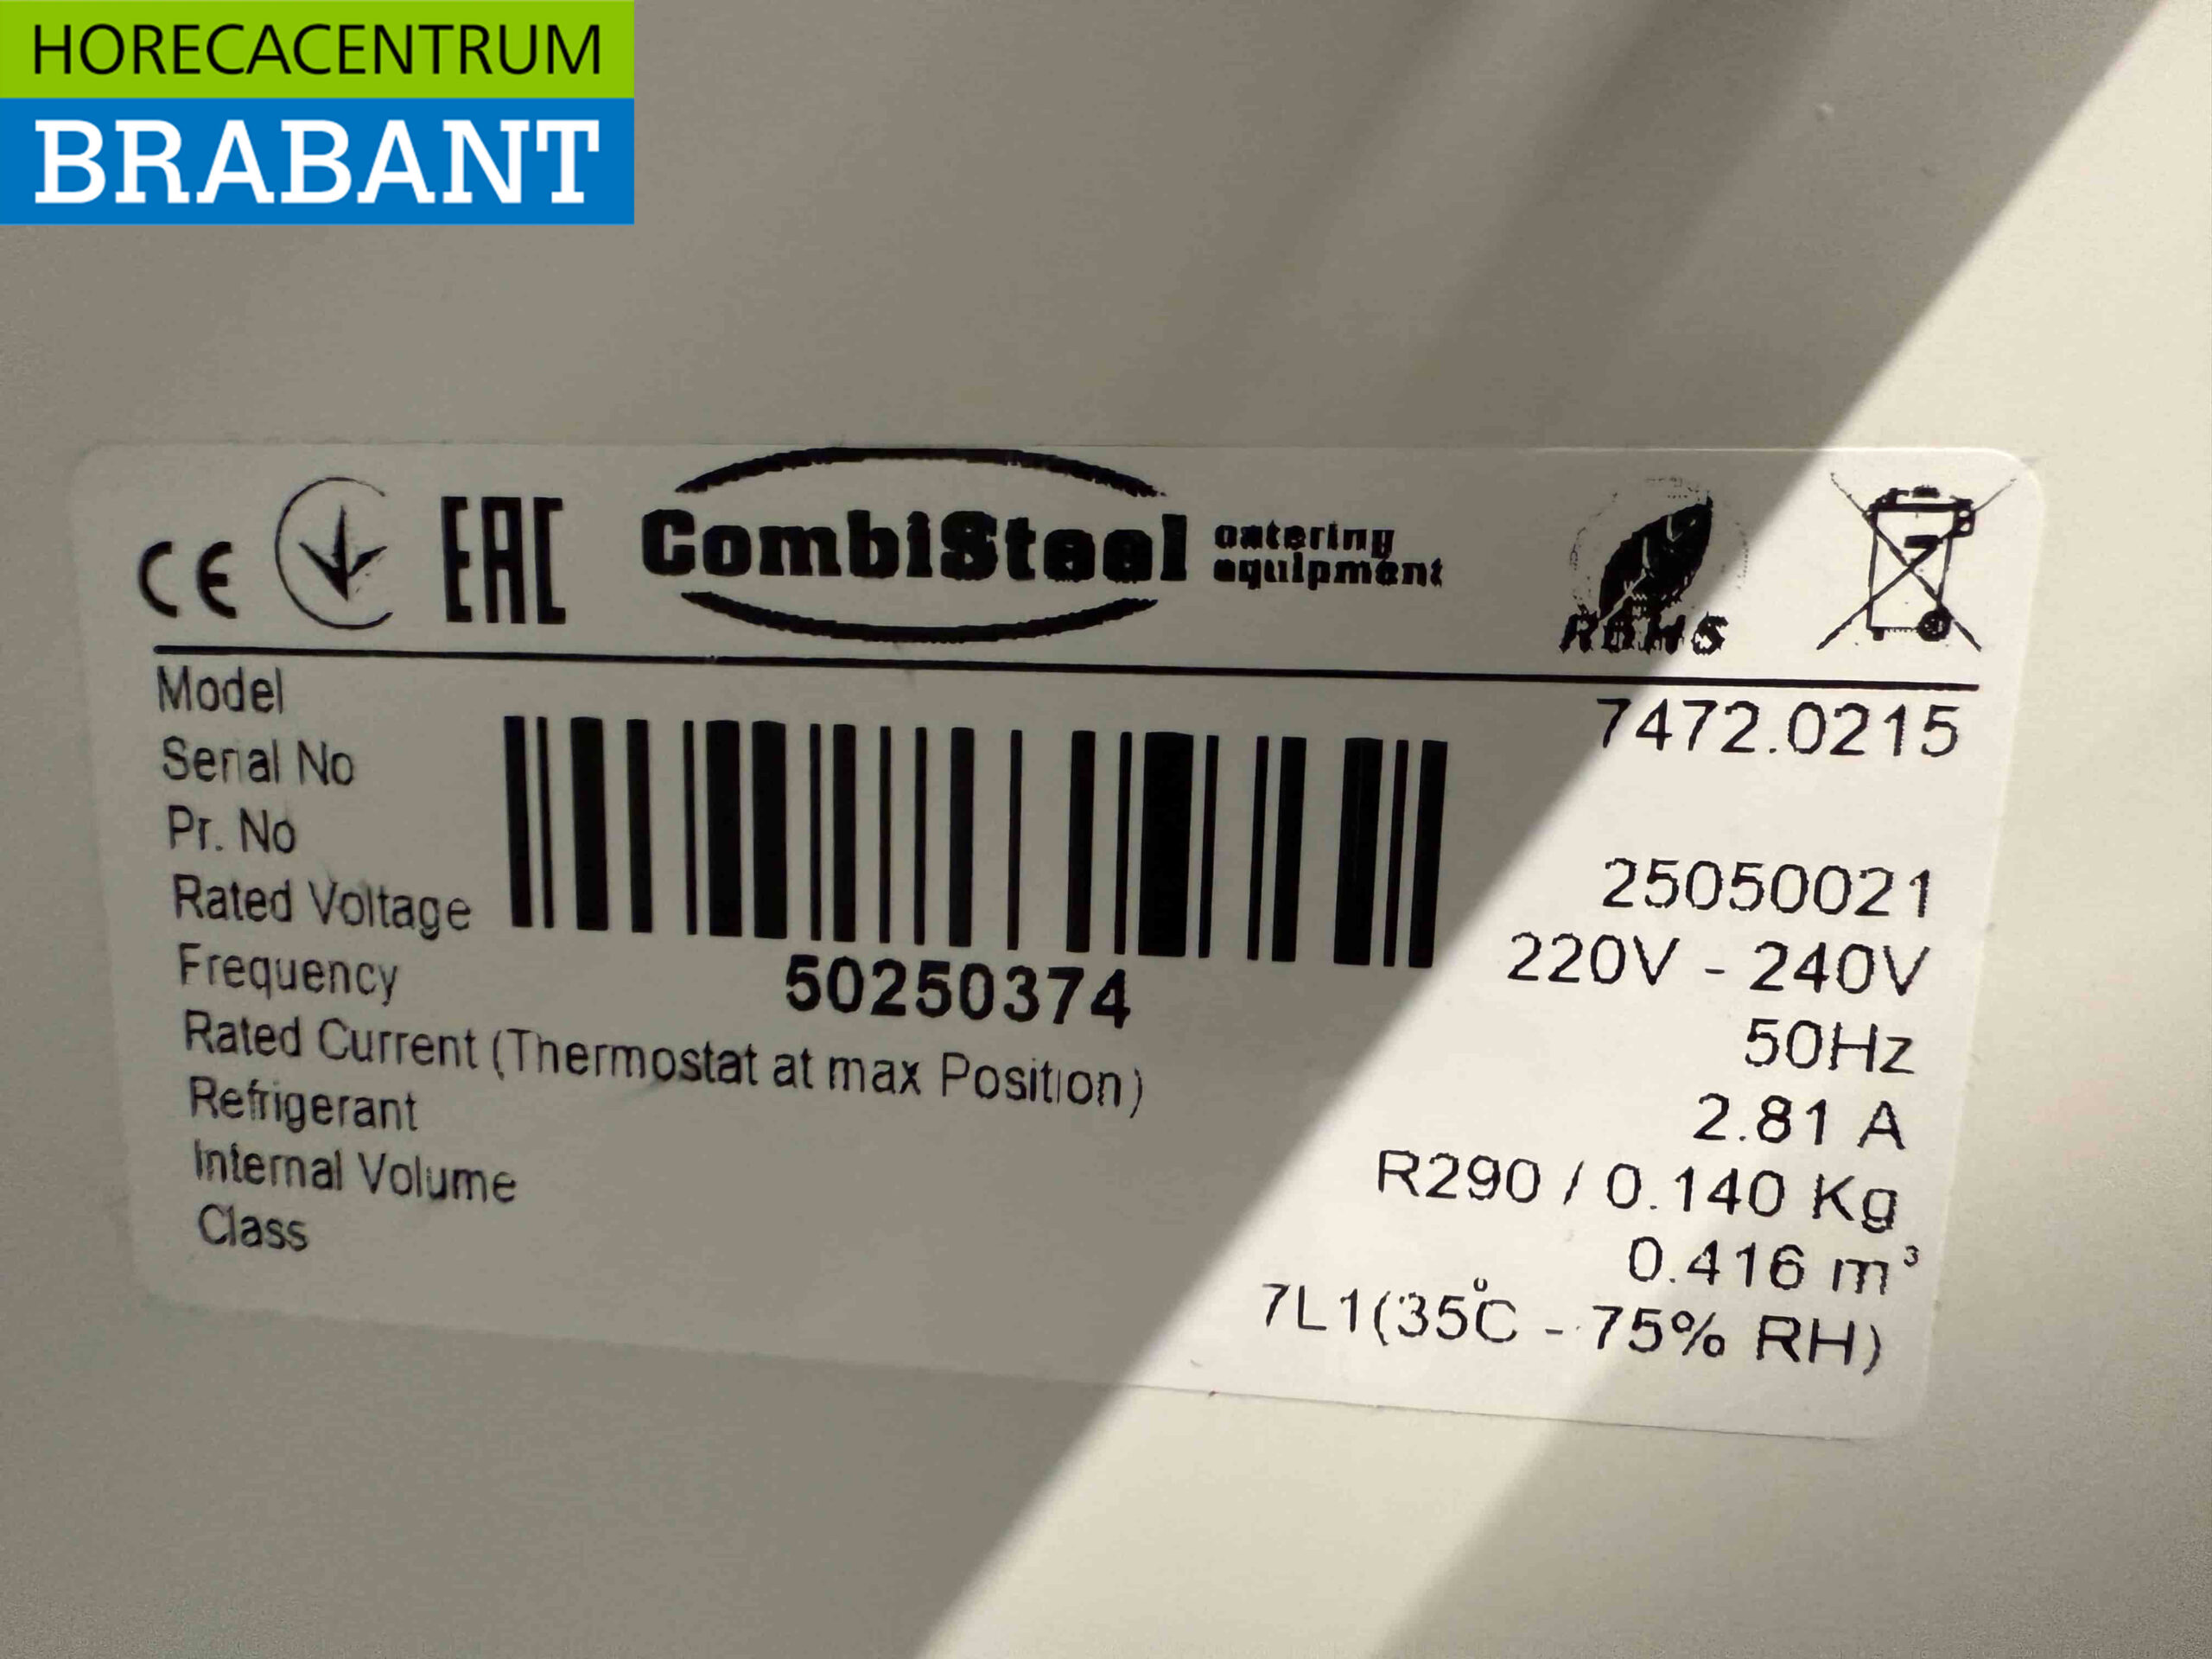 HORECACENTRUM
BRABANT
CE EAC CombiSteel catering equipment RoHS
Model 7472.0215
Serial No
Pr. No 25050021
Rated Voltage 220V - 240V
50250374
Frequency 50Hz
Rated Current (Thermostat at max Position) 2.81 A
Refrigerant R290 / 0.140 Kg
Internal Volume 0.416 m³
Class 7L1(35°C - 75% RH)